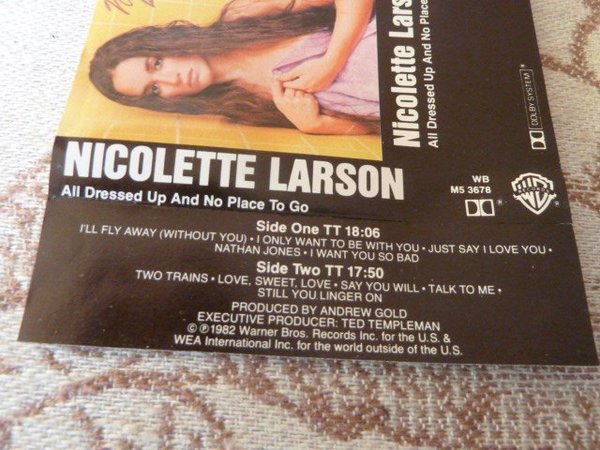 NICOLETTE LARSON
All Dressed Up And No Place To Go
Side One TT 18:06
I'LL FLY AWAY (WITHOUT YOU) • I ONLY WANT TO BE WITH YOU • JUST SAY I LOVE YOU •
NATHAN JONES • I WANT YOU SO BAD
Side Two TT 17:50
TWO TRAINS • LOVE, SWEET, LOVE • SAY YOU WILL • TALK TO ME •
STILL YOU LINGER ON
PRODUCED BY ANDREW GOLD
EXECUTIVE PRODUCER: TED TEMPLEMAN
© ℗1982 Warner Bros. Records Inc. for the U.S. &
WEA International Inc. for the world outside of the U.S.
WB
M5 3678
Nicolette Lars
All Dressed Up And No Place
DOLBY SYSTEM